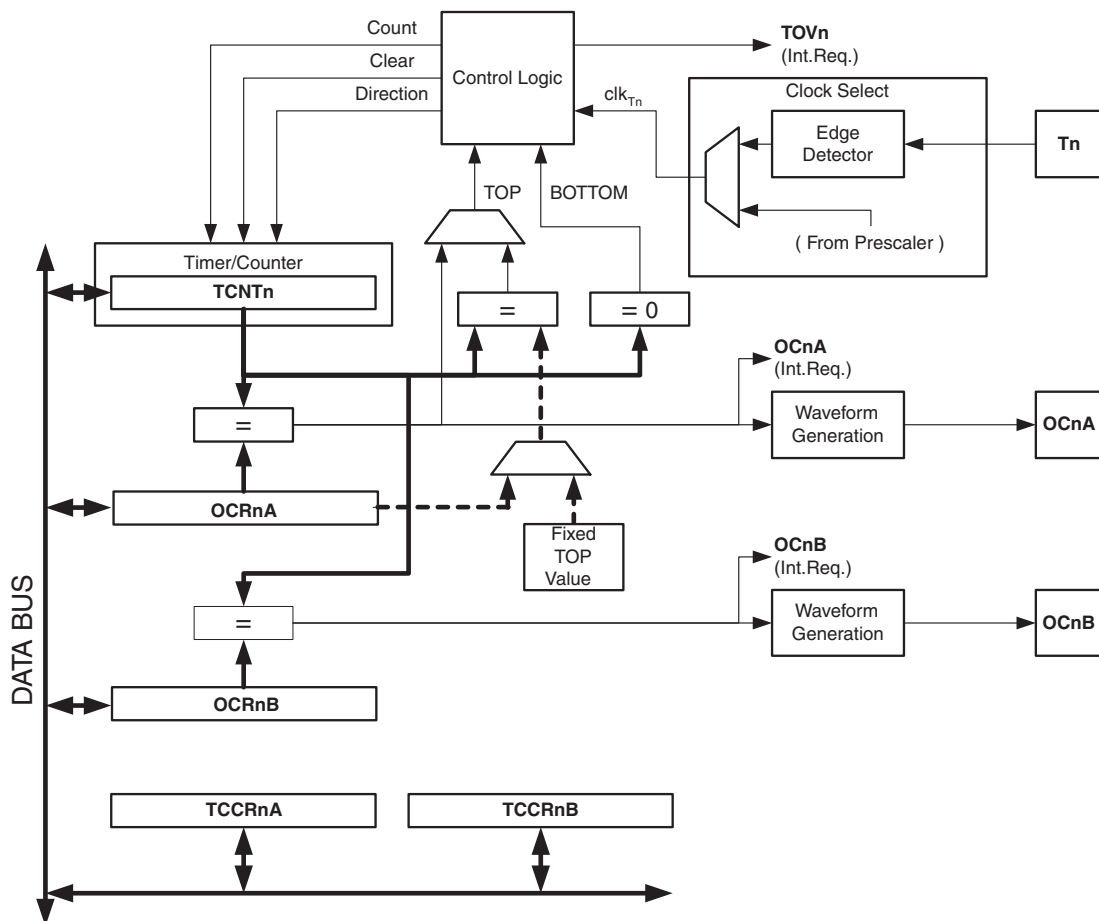 Count
Clear
Direction
Control Logic
TOVn
(Int.Req.)
clkTn
Clock Select
Edge
Detector
Tn
( From Prescaler )
TOP
BOTTOM
Timer/Counter
TCNTn
=
= 0
OCnA
(Int.Req.)
=
Waveform
Generation
OCnA
OCRnA
Fixed
TOP
Value
OCnB
(Int.Req.)
=
Waveform
Generation
OCnB
OCRnB
DATA BUS
TCCRnA
TCCRnB